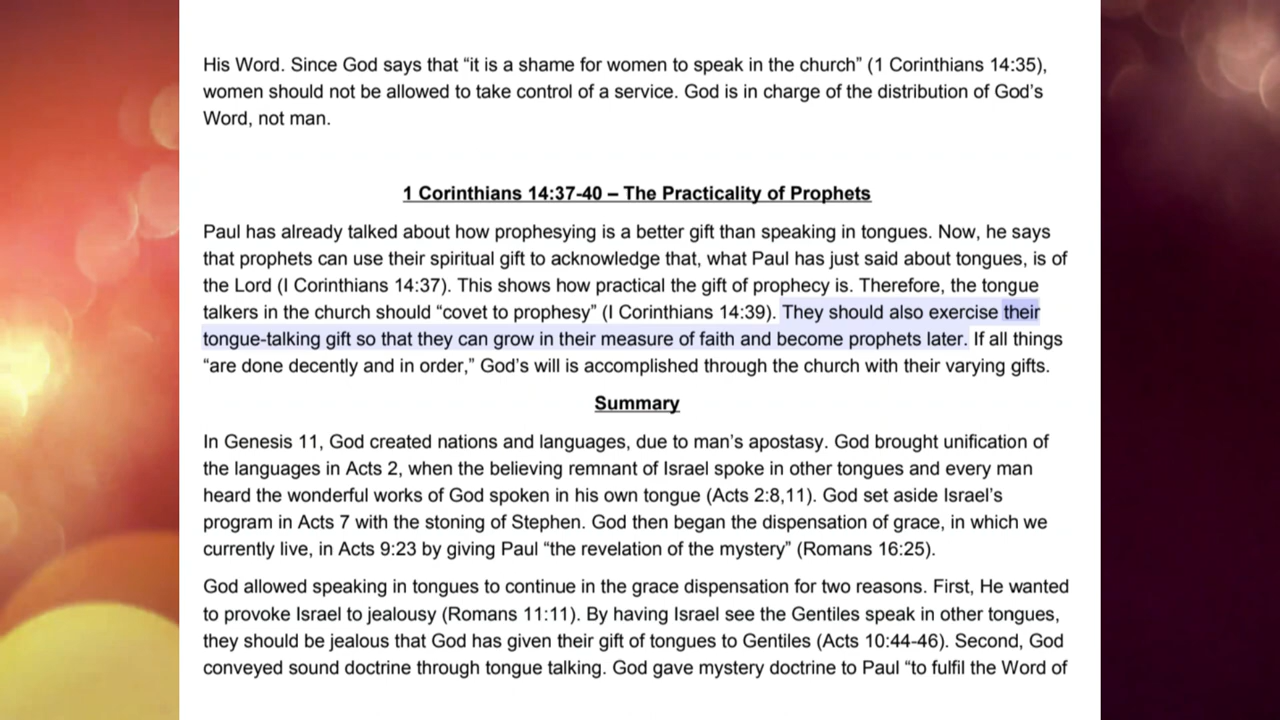 His Word. Since God says that “it is a shame for women to speak in the church” (1 Corinthians 14:35),
women should not be allowed to take control of a service. God is in charge of the distribution of God’s
Word, not man.
1 Corinthians 14:37-40 – The Practicality of Prophets
Paul has already talked about how prophesying is a better gift than speaking in tongues. Now, he says
that prophets can use their spiritual gift to acknowledge that, what Paul has just said about tongues, is of
the Lord (I Corinthians 14:37). This shows how practical the gift of prophecy is. Therefore, the tongue
talkers in the church should “covet to prophesy” (I Corinthians 14:39). They should also exercise their
tongue-talking gift so that they can grow in their measure of faith and become prophets later. If all things
“are done decently and in order,” God’s will is accomplished through the church with their varying gifts.
Summary
In Genesis 11, God created nations and languages, due to man’s apostasy. God brought unification of
the languages in Acts 2, when the believing remnant of Israel spoke in other tongues and every man
heard the wonderful works of God spoken in his own tongue (Acts 2:8,11). God set aside Israel’s
program in Acts 7 with the stoning of Stephen. God then began the dispensation of grace, in which we
currently live, in Acts 9:23 by giving Paul “the revelation of the mystery” (Romans 16:25).
God allowed speaking in tongues to continue in the grace dispensation for two reasons. First, He wanted
to provoke Israel to jealousy (Romans 11:11). By having Israel see the Gentiles speak in other tongues,
they should be jealous that God has given their gift of tongues to Gentiles (Acts 10:44-46). Second, God
conveyed sound doctrine through tongue talking. God gave mystery doctrine to Paul “to fulfil the Word of